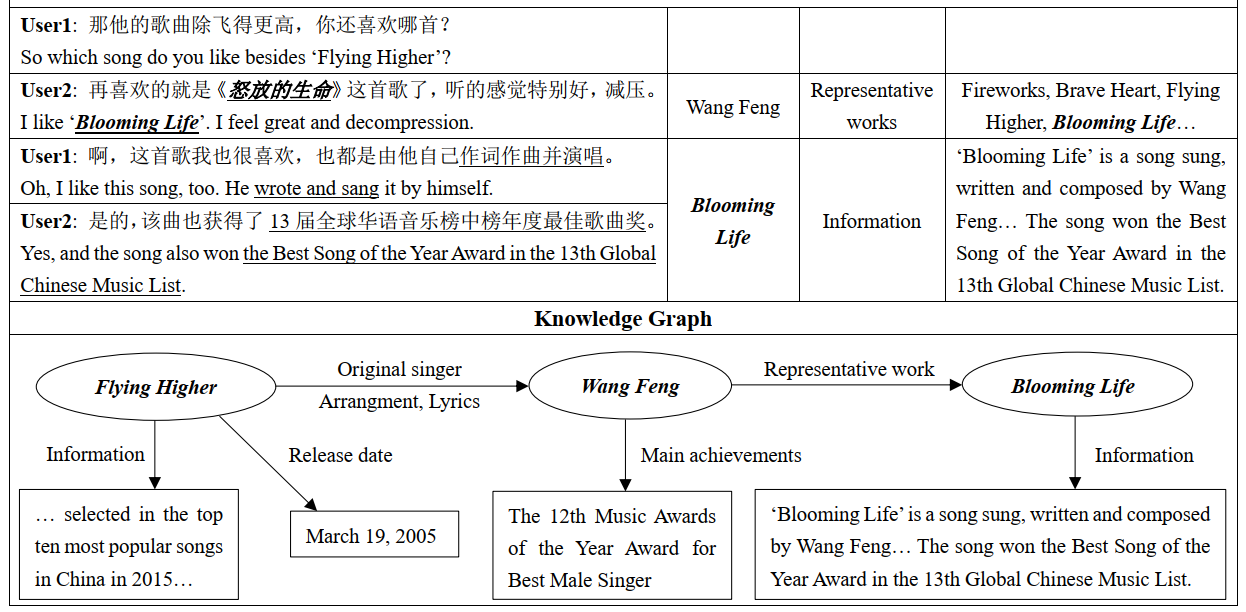 User1: 那他的歌曲除飞得更高，你还喜欢哪首？
So which song do you like besides ‘Flying Higher’?
User2: 再喜欢的就是《怒放的生命》这首歌了，听的感觉特别好，减压。
I like ‘Blooming Life’. I feel great and decompression.
Wang Feng
Representative
works
Fireworks, Brave Heart, Flying
Higher, Blooming Life…
User1: 啊，这首歌我也很喜欢，也都是由他自己作词作曲并演唱。
Oh, I like this song, too. He wrote and sang it by himself.
User2: 是的，该曲也获得了 13 届全球华语音乐榜中榜年度最佳歌曲奖。
Yes, and the song also won the Best Song of the Year Award in the 13th Global
Chinese Music List.
Blooming
Life
Information
‘Blooming Life’ is a song sung,
written and composed by Wang
Feng… The song won the Best
Song of the Year Award in the
13th Global Chinese Music List.
Knowledge Graph
Flying Higher
Original singer
Arrangment, Lyrics
Wang Feng
Representative work
Blooming Life
Information
Release date
Main achievements
Information
… selected in the top
ten most popular songs
in China in 2015…
March 19, 2005
The 12th Music Awards
of the Year Award for
Best Male Singer
‘Blooming Life’ is a song sung, written and composed
by Wang Feng… The song won the Best Song of the
Year Award in the 13th Global Chinese Music List.